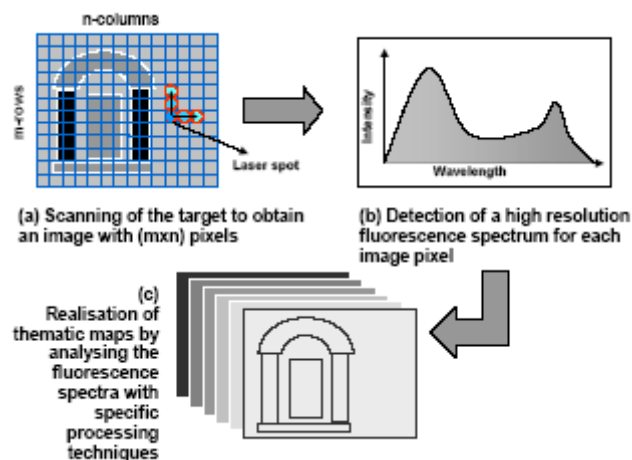 n-columns
m-rows
Laser spot
Intensity
Wavelength
(a) Scanning of the target to obtain
an image with (mxn) pixels
(b) Detection of a high resolution
fluorescence spectrum for each
image pixel
(c)
Realisation of
thematic maps by
analysing the
fluorescence
spectra with
specific
processing
techniques